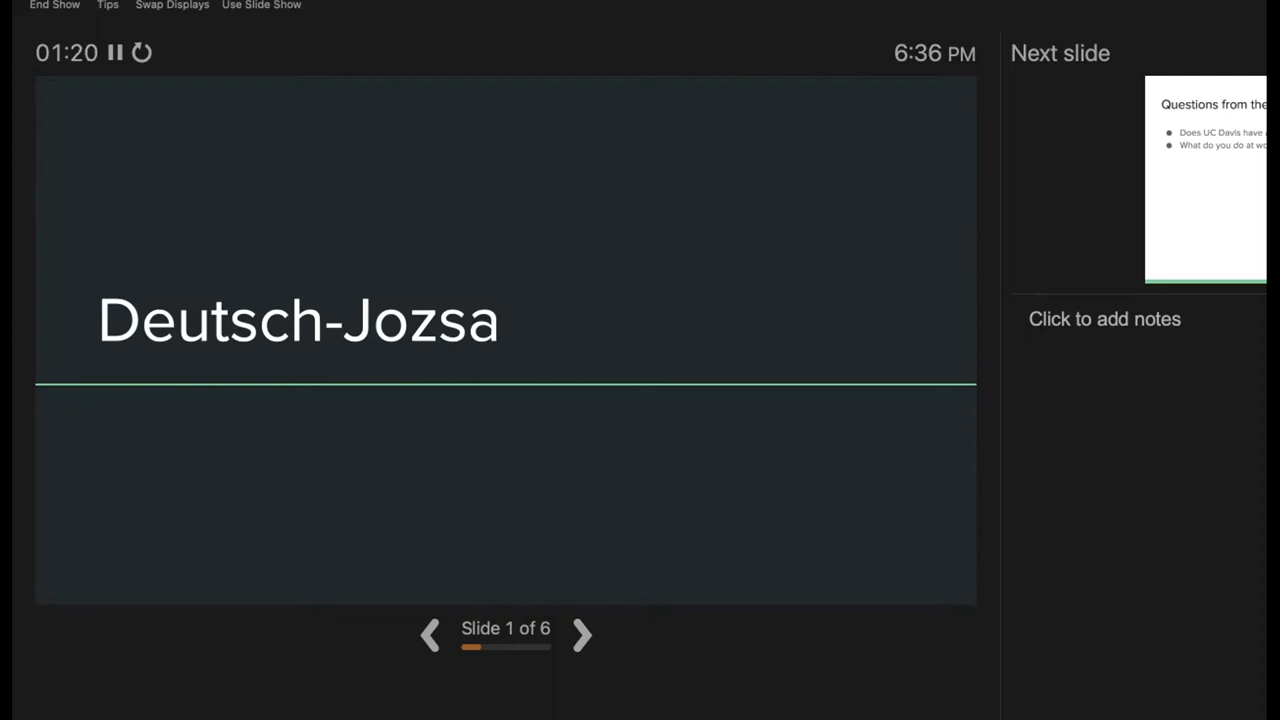 End Show Tips Swap Displays Use Slide Show
01:20 6:36 PM
Next slide
Deutsch-Jozsa
Questions from the
Does UC Davis have
What do you do at
Click to add notes
Slide 1 of 6